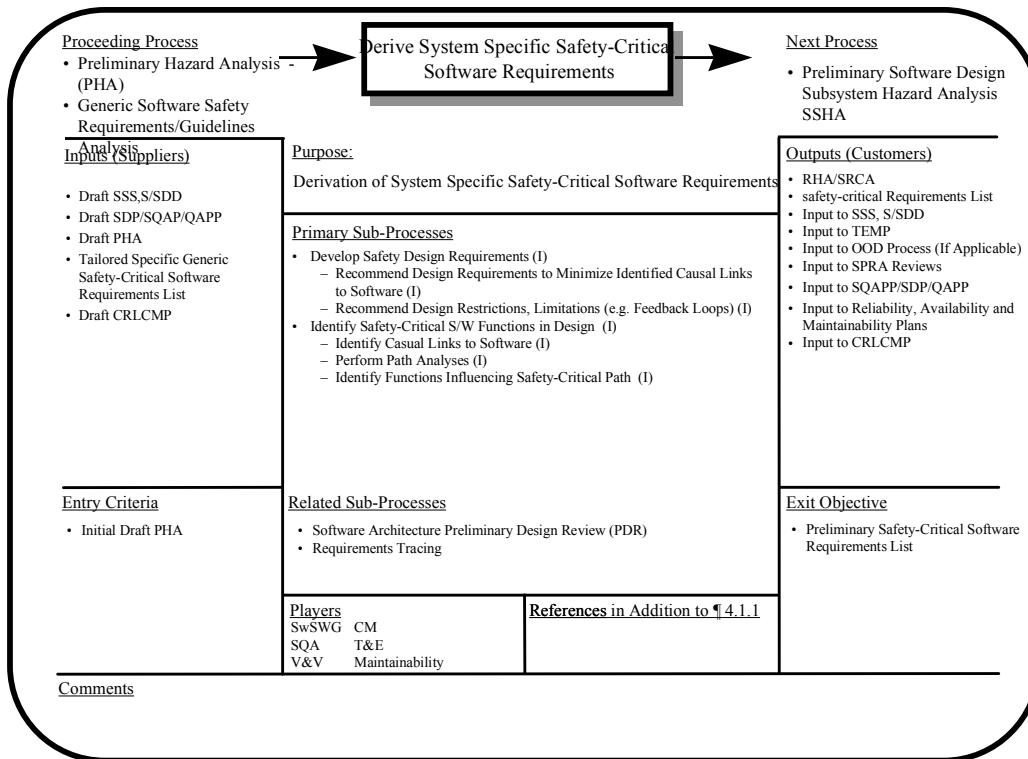 Proceeding Process
• Preliminary Hazard Analysis -
(PHA)
• Generic Software Safety
Requirements/Guidelines
Analysis
Derive System Specific Safety-Critical
Software Requirements
Next Process
• Preliminary Software Design
Subsystem Hazard Analysis
SSHA
Inputs (Suppliers)
• Draft SSS,S/SDD
• Draft SDP/SQAP/QAPP
• Draft PHA
• Tailored Specific Generic
Safety-Critical Software
Requirements List
• Draft CRLCMP
Purpose:
Derivation of System Specific Safety-Critical Software Requirements
Primary Sub-Processes
• Develop Safety Design Requirements (I)
– Recommend Design Requirements to Minimize Identified Causal Links
to Software (I)
– Recommend Design Restrictions, Limitations (e.g. Feedback Loops) (I)
• Identify Safety-Critical S/W Functions in Design (I)
– Identify Casual Links to Software (I)
– Perform Path Analyses (I)
– Identify Functions Influencing Safety-Critical Path (I)
Outputs (Customers)
• RHA/SRCA
• safety-critical Requirements List
• Input to SSS, S/SDD
• Input to TEMP
• Input to OOD Process (If Applicable)
• Input to SPRA Reviews
• Input to SQAPP/SDP/QAPP
• Input to Reliability, Availability and
Maintainability Plans
• Input to CRLCMP
Entry Criteria
• Initial Draft PHA
Related Sub-Processes
• Software Architecture Preliminary Design Review (PDR)
• Requirements Tracing
Exit Objective
• Preliminary Safety-Critical Software
Requirements List
Players
SwSWG CM
SQA T&E
V&V Maintainability
References in Addition to ¶ 4.1.1
Comments